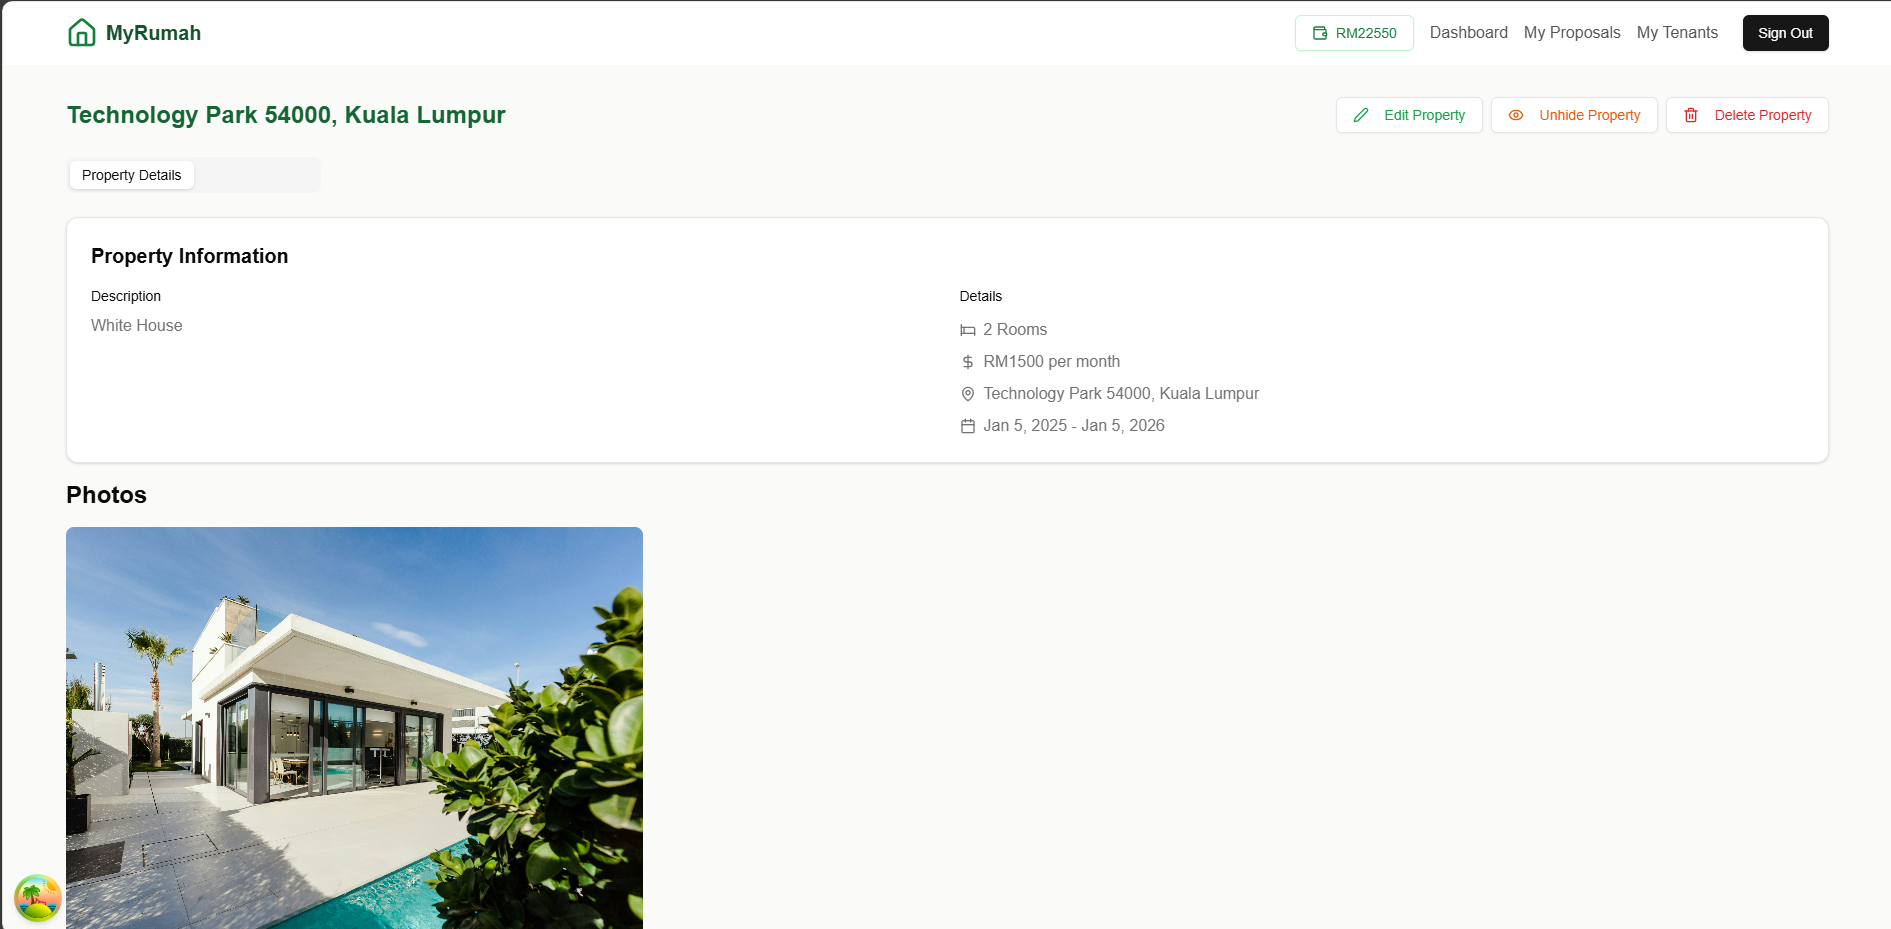 MyRumah
RM22550
Dashboard
My Proposals
My Tenants
Sign Out
Technology Park 54000, Kuala Lumpur
Edit Property
Unhide Property
Delete Property
Property Details
Property Information
Description
White House
Details
2 Rooms
RM1500 per month
Technology Park 54000, Kuala Lumpur
Jan 5, 2025 - Jan 5, 2026
Photos